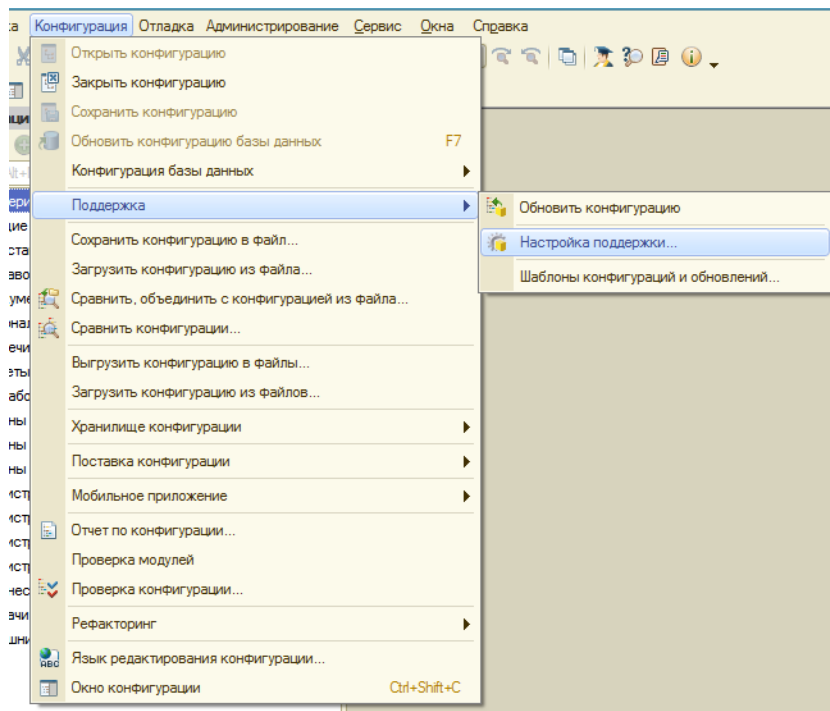 Конфигурация Отладка Администрирование Сервис Окна Справка
Открыть конфигурацию
Закрыть конфигурацию
Сохранить конфигурацию
Обновить конфигурацию базы данных F7
Конфигурация базы данных
Поддержка
Обновить конфигурацию
Настройка поддержки...
Шаблоны конфигураций и обновлений...
Сохранить конфигурацию в файл...
Загрузить конфигурацию из файла...
Сравнить, объединить с конфигурацией из файла...
Сравнить конфигурации...
Выгрузить конфигурацию в файлы...
Загрузить конфигурацию из файлов...
Хранилище конфигурации
Поставка конфигурации
Мобильное приложение
Отчет по конфигурации...
Проверка модулей
Проверка конфигурации...
Рефакторинг
Язык редактирования конфигурации...
Окно конфигурации Ctrl+Shift+C